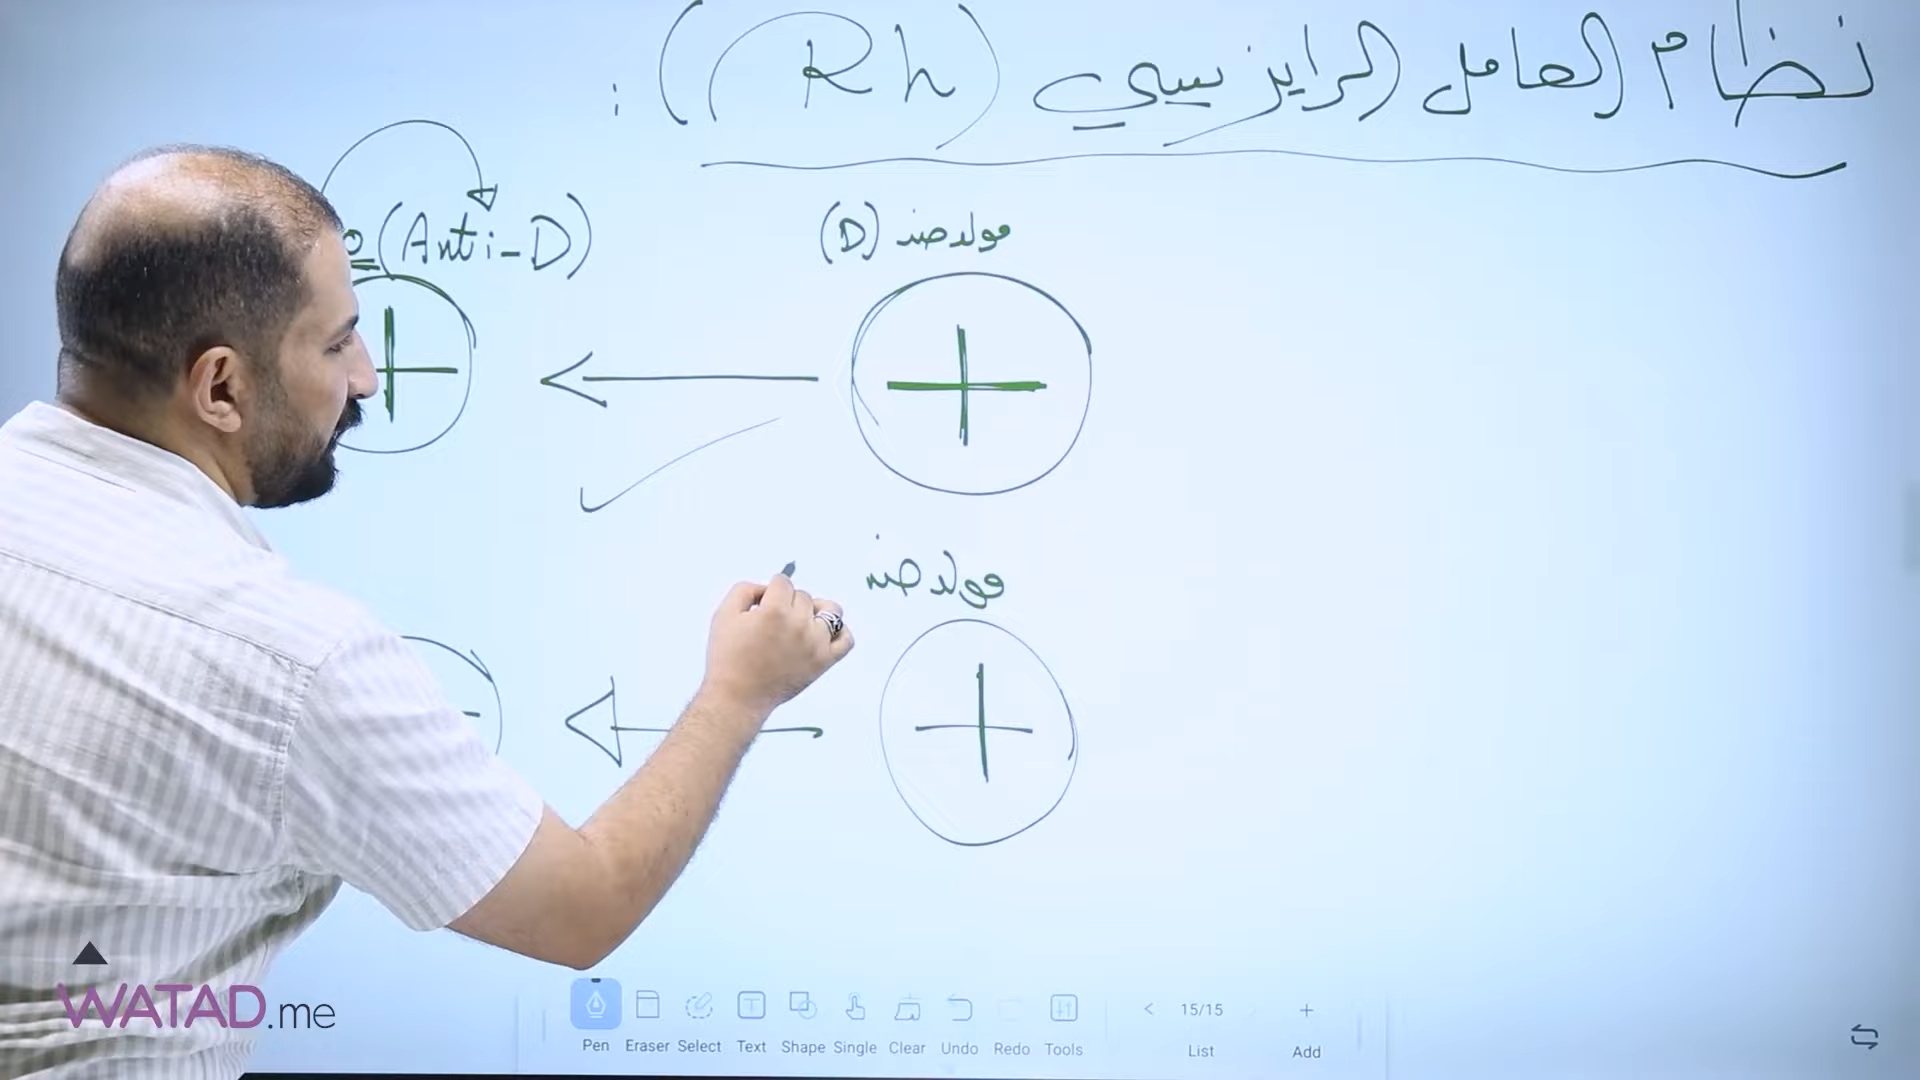 نظام العامل الرايزيسي (Rh) :
مولد ضد (D)
(Anti-D)
مولد ضد
WATAD.me
Pen Eraser Select Text Shape Single Clear Undo Redo Tools
< 15/15 > +
List Add